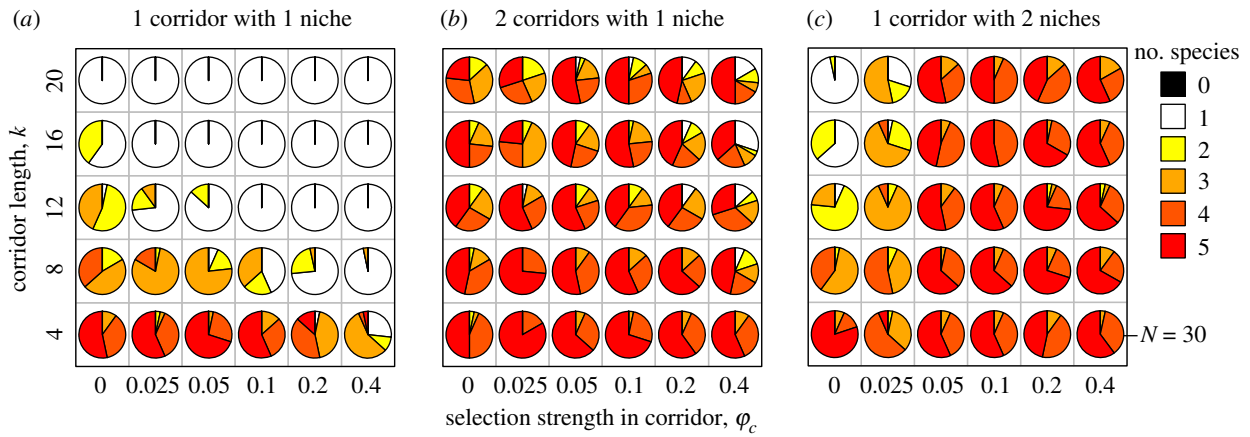 (a) 1 corridor with 1 niche
(b) 2 corridors with 1 niche
(c) 1 corridor with 2 niches
no. species
0
1
2
3
4
5
corridor length, k
20
16
12
8
4
N = 30
0 0.025 0.05 0.1 0.2 0.4
0 0.025 0.05 0.1 0.2 0.4
0 0.025 0.05 0.1 0.2 0.4
selection strength in corridor, φc